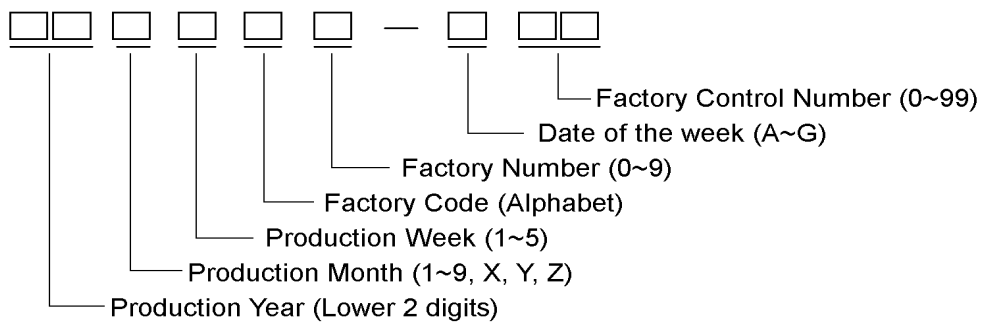 Factory Control Number (0~99)
Date of the week (A~G)
Factory Number (0~9)
Factory Code (Alphabet)
Production Week (1~5)
Production Month (1~9, X, Y, Z)
Production Year (Lower 2 digits)